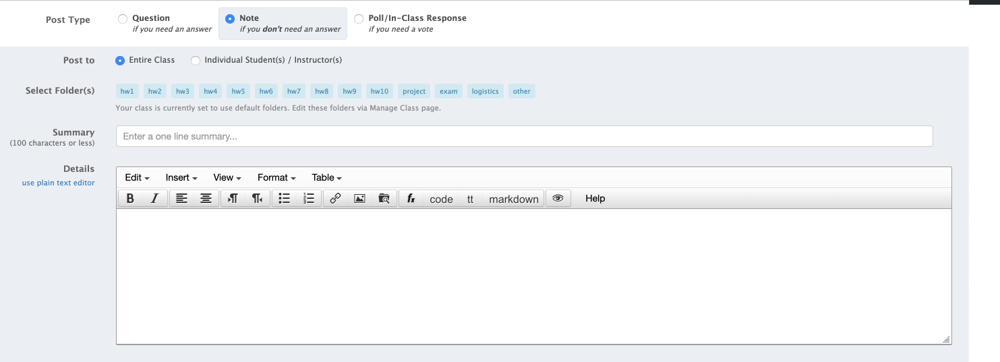 Post Type Question Note Poll/In-Class Response
if you need an answer if you don't need an answer if you need a vote
Post to Entire Class Individual Student(s) / Instructor(s)
Select Folder(s) hw1 hw2 hw3 hw4 hw5 hw6 hw7 hw8 hw9 hw10 project exam logistics other
Your class is currently set to use default folders. Edit these folders via Manage Class page.
Summary Enter a one line summary...
(100 characters or less)
Details
use plain text editor
Edit Insert View Format Table
B I fx code tt markdown Help